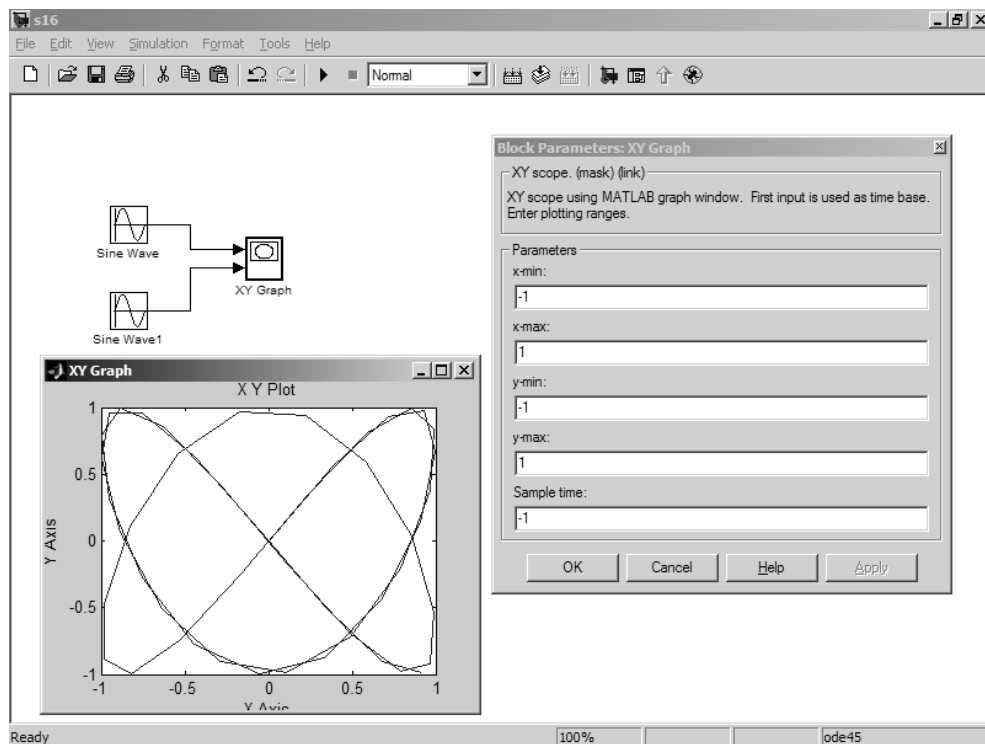 s16
File Edit View Simulation Format Tools Help
Normal
Sine Wave
XY Graph
Sine Wave1
XY Graph
X Y Plot
1
0.5
0
-0.5
-1
Y Axis
-1 -0.5 0 0.5 1
X Axis
Block Parameters: XY Graph
XY scope. (mask) (link)
XY scope using MATLAB graph window. First input is used as time base.
Enter plotting ranges.
Parameters
x-min:
-1
x-max:
1
y-min:
-1
y-max:
1
Sample time:
-1
OK Cancel Help Apply
Ready 100% ode45